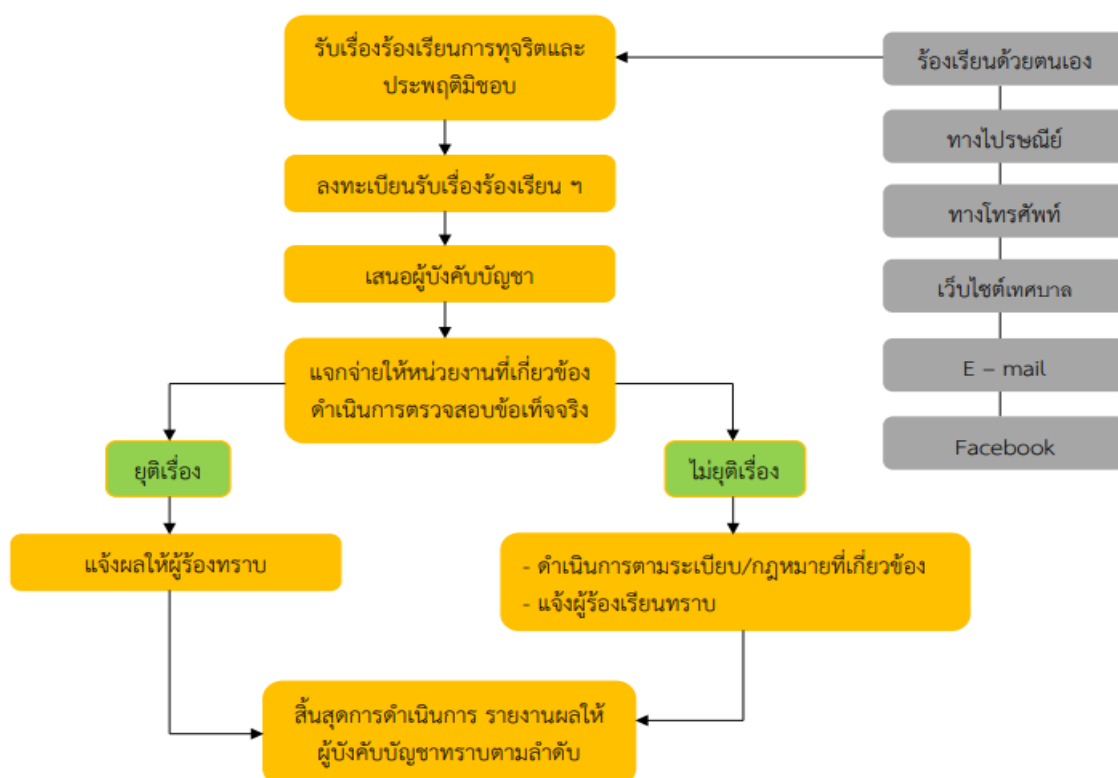 รับเรื่องร้องเรียนการทุจริตและ
ประพฤติมิชอบ
ร้องเรียนด้วยตนเอง
ทางไปรษณีย์
ทางโทรศัพท์
เว็บไซต์เทศบาล
E – mail
Facebook
ลงทะเบียนรับเรื่องร้องเรียน ฯ
เสนอผู้บังคับบัญชา
แจกจ่ายให้หน่วยงานที่เกี่ยวข้อง
ดำเนินการตรวจสอบข้อเท็จจริง
ยุติเรื่อง
ไม่ยุติเรื่อง
แจ้งผลให้ผู้ร้องทราบ
- ดำเนินการตามระเบียบ/กฎหมายที่เกี่ยวข้อง
- แจ้งผู้ร้องเรียนทราบ
สิ้นสุดการดำเนินการ รายงานผลให้
ผู้บังคับบัญชาทราบตามลำดับ